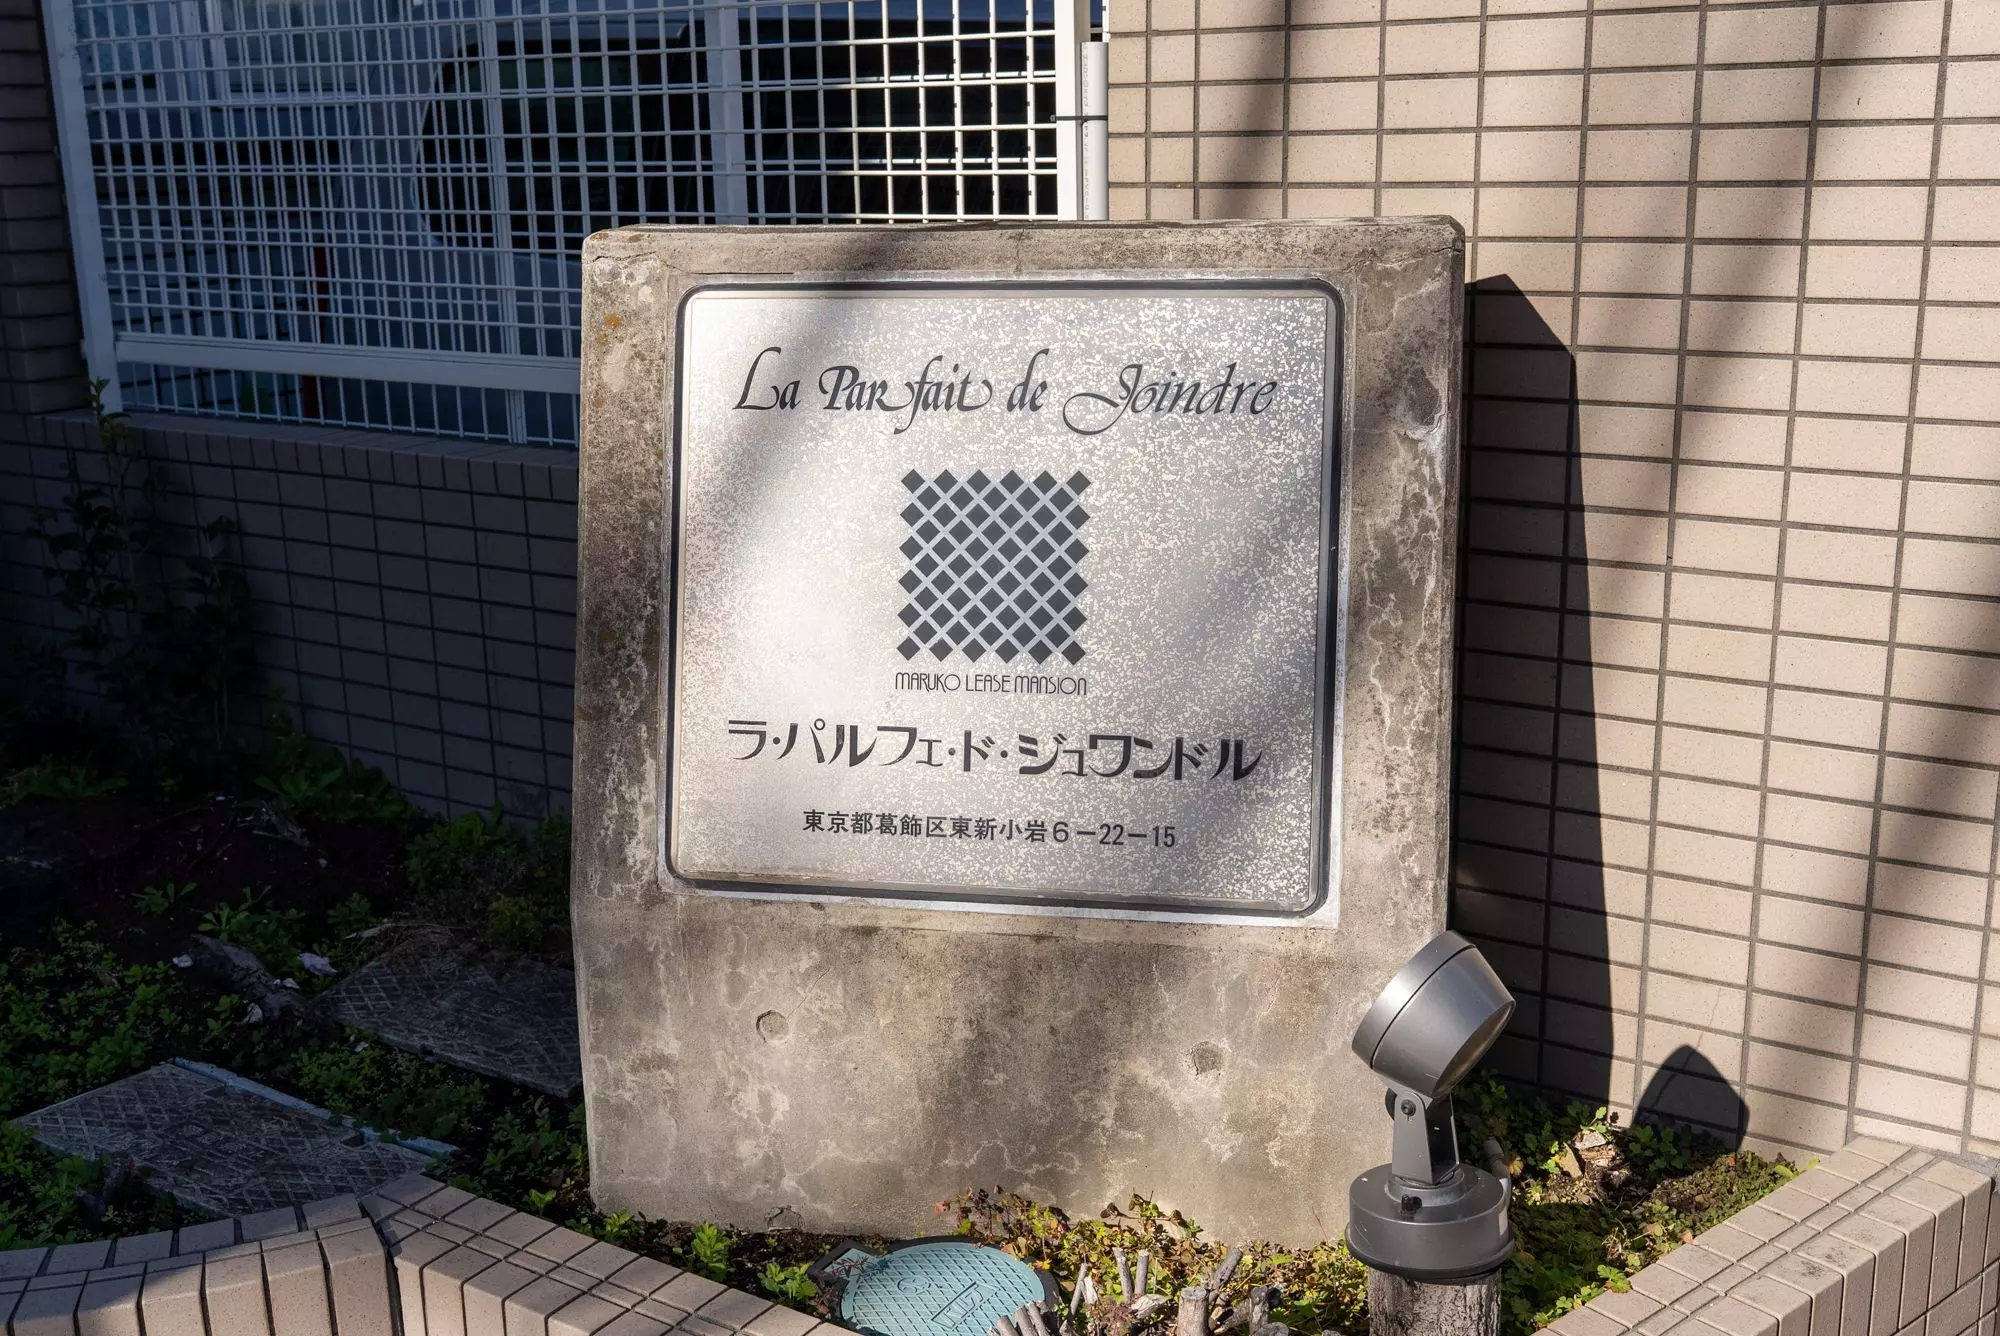 La Parfait de Joindre
MARUKO LEASE MANSION
ラ・パルフェ・ド・ジュワンドル
東京都葛飾区東新小岩6－22－15